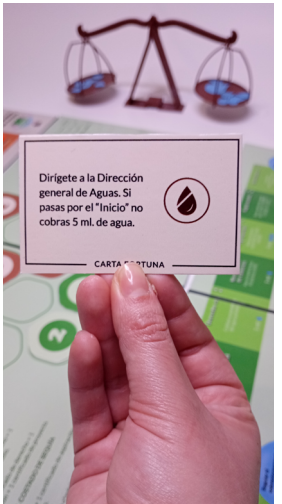 Dirígete a la Dirección
general de Aguas. Si
pasas por el "Inicio" no
cobras 5 ml. de agua.
CARTA FORTUNA
2